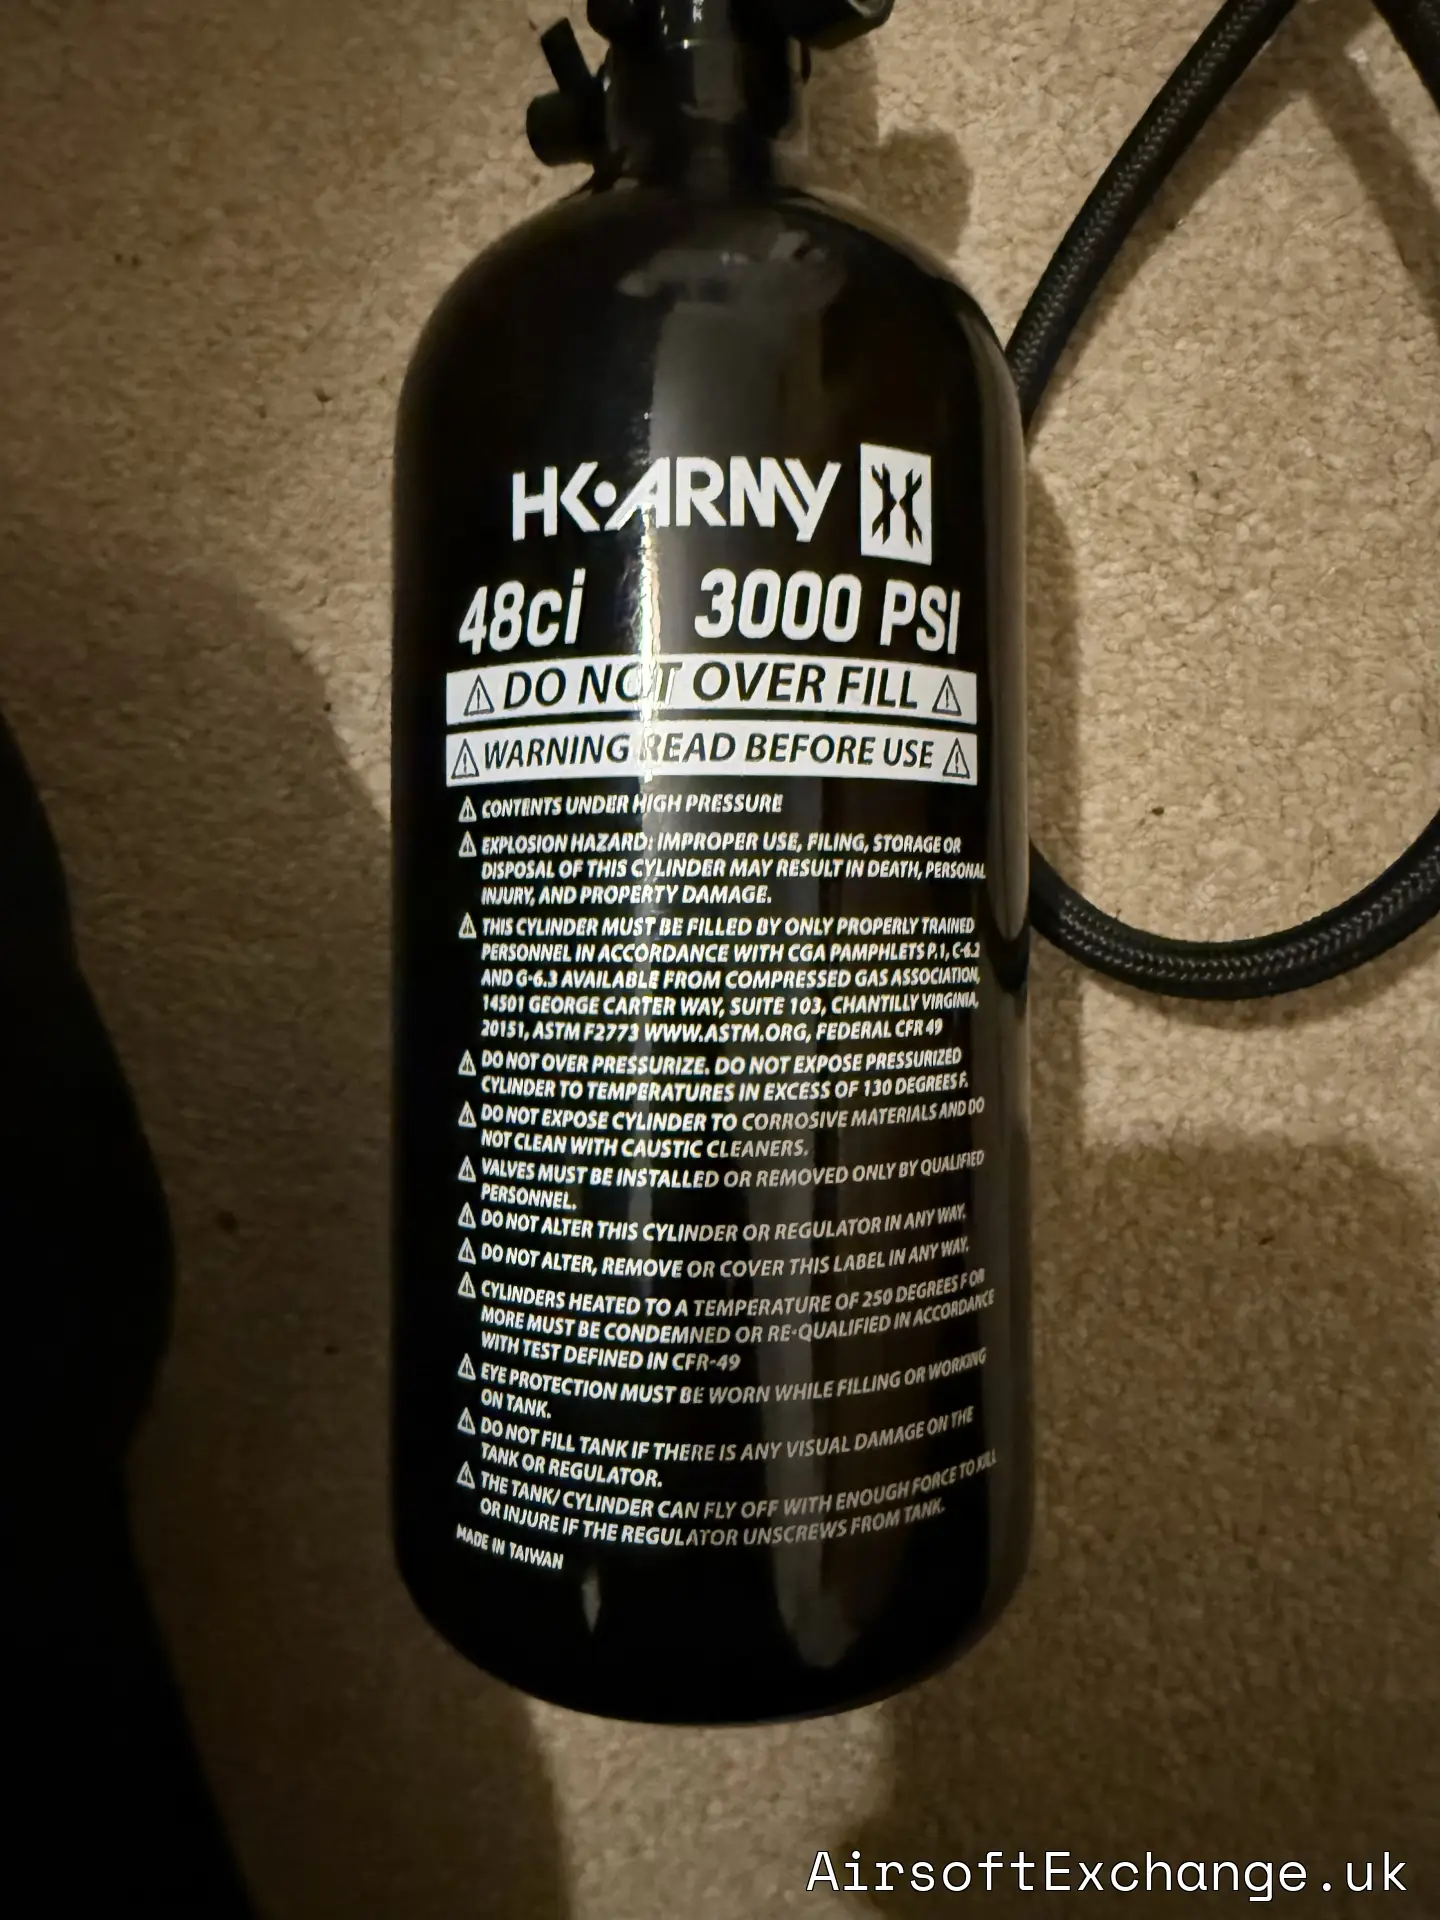 HK•ARMY
48ci 3000 PSI
DO NOT OVER FILL
WARNING READ BEFORE USE
CONTENTS UNDER HIGH PRESSURE
EXPLOSION HAZARD: IMPROPER USE, FILING, STORAGE OR
DISPOSAL OF THIS CYLINDER MAY RESULT IN DEATH, PERSONAL
INJURY, AND PROPERTY DAMAGE.
THIS CYLINDER MUST BE FILLED BY ONLY PROPERLY TRAINED
PERSONNEL IN ACCORDANCE WITH CGA PAMPHLETS P.1, C-6.2
AND G-6.3 AVAILABLE FROM COMPRESSED GAS ASSOCIATION,
14501 GEORGE CARTER WAY, SUITE 103, CHANTILLY VIRGINIA,
20151, ASTM F2773 WWW.ASTM.ORG, FEDERAL CFR 49
DO NOT OVER PRESSURIZE. DO NOT EXPOSE PRESSURIZED
CYLINDER TO TEMPERATURES IN EXCESS OF 130 DEGREES F.
DO NOT EXPOSE CYLINDER TO CORROSIVE MATERIALS AND DO
NOT CLEAN WITH CAUSTIC CLEANERS.
VALVES MUST BE INSTALLED OR REMOVED ONLY BY QUALIFIED
PERSONNEL.
DO NOT ALTER THIS CYLINDER OR REGULATOR IN ANY WAY.
DO NOT ALTER, REMOVE OR COVER THIS LABEL IN ANY WAY.
CYLINDERS HEATED TO A TEMPERATURE OF 250 DEGREES F OR
MORE MUST BE CONDEMNED OR RE-QUALIFIED IN ACCORDANCE
WITH TEST DEFINED IN CFR-49
EYE PROTECTION MUST BE WORN WHILE FILLING OR WORKING
ON TANK.
DO NOT FILL TANK IF THERE IS ANY VISUAL DAMAGE ON THE
TANK OR REGULATOR.
THE TANK/ CYLINDER CAN FLY OFF WITH ENOUGH FORCE TO KILL
OR INJURE IF THE REGULATOR UNSCREWS FROM TANK.
MADE IN TAIWAN
AirsoftExchange.uk